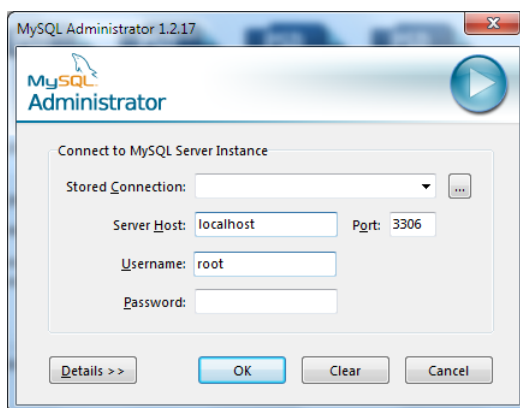 MySQL Administrator 1.2.17
MySQL
Administrator
Connect to MySQL Server Instance
Stored Connection:
...
Server Host: localhost Port: 3306
Username: root
Password:
Details >> OK Clear Cancel